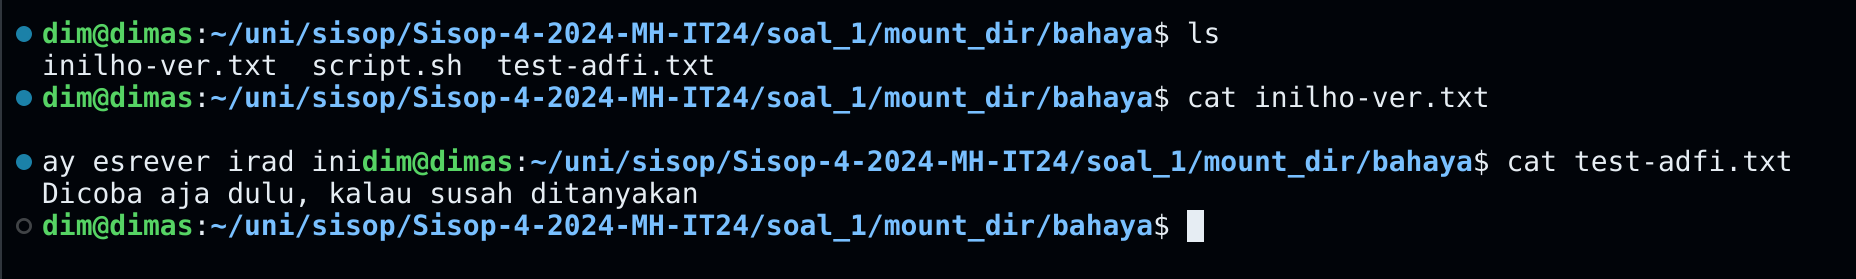 dim@dimas:~/uni/sisop/Sisop-4-2024-MH-IT24/soal_1/mount_dir/bahaya$ ls
inilho-ver.txt  script.sh  test-adfi.txt
dim@dimas:~/uni/sisop/Sisop-4-2024-MH-IT24/soal_1/mount_dir/bahaya$ cat inilho-ver.txt
ay esrever irad inidim@dimas:~/uni/sisop/Sisop-4-2024-MH-IT24/soal_1/mount_dir/bahaya$ cat test-adfi.txt
Dicoba aja dulu, kalau susah ditanyakan
dim@dimas:~/uni/sisop/Sisop-4-2024-MH-IT24/soal_1/mount_dir/bahaya$